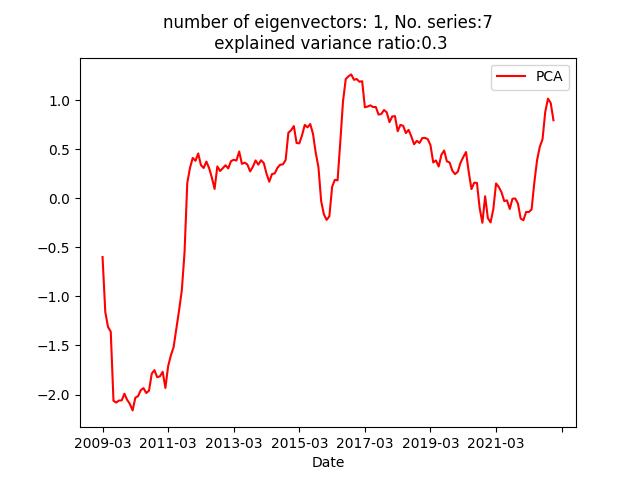 number of eigenvectors: 1, No. series:7
explained variance ratio:0.3
PCA
1.0
0.5
0.0
−0.5
−1.0
−1.5
−2.0
2009-03 2011-03 2013-03 2015-03 2017-03 2019-03 2021-03
Date